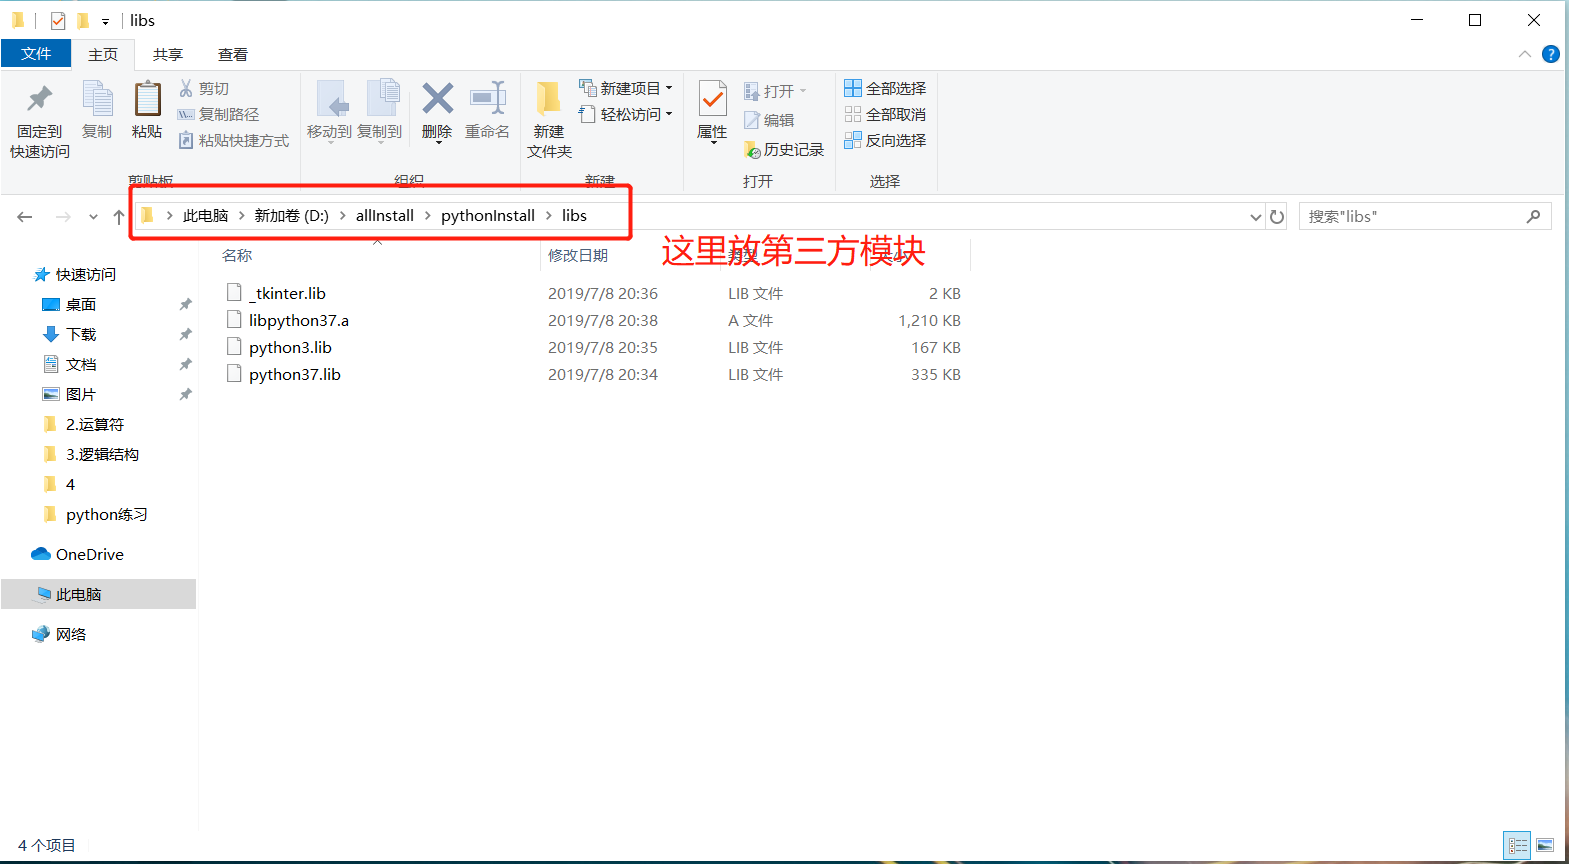 libs
文件 主页 共享 查看
固定到快速访问
复制
粘贴
剪切
复制路径
粘贴快捷方式
剪贴板
移动到
复制到
删除
重命名
组织
新建文件夹
新建项目
轻松访问
新建
属性
打开
编辑
历史记录
打开
全部选择
全部取消
反向选择
选择
此电脑 新加卷 (D:) allInstall pythonInstall libs
搜索"libs"
这里放第三方模块
名称 修改日期 类型
_tkinter.lib 2019/7/8 20:36 LIB 文件 2 KB
libpython37.a 2019/7/8 20:38 A 文件 1,210 KB
python3.lib 2019/7/8 20:35 LIB 文件 167 KB
python37.lib 2019/7/8 20:34 LIB 文件 335 KB
快速访问
桌面
下载
文档
图片
2.运算符
3.逻辑结构
4
python练习
OneDrive
此电脑
网络
4 个项目